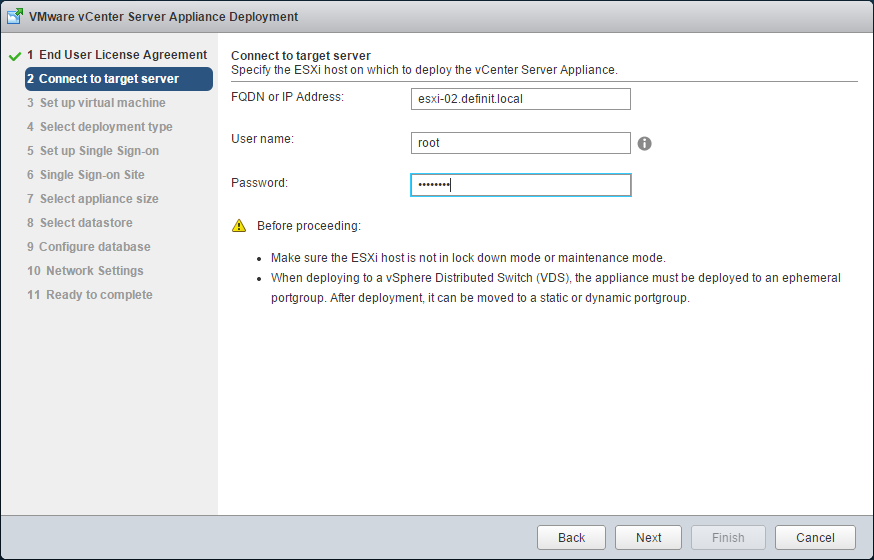 VMware vCenter Server Appliance Deployment
1 End User License Agreement
2 Connect to target server
3 Set up virtual machine
4 Select deployment type
5 Set up Single Sign-on
6 Single Sign-on Site
7 Select appliance size
8 Select datastore
9 Configure database
10 Network Settings
11 Ready to complete
Connect to target server
Specify the ESXi host on which to deploy the vCenter Server Appliance.
FQDN or IP Address: esxi-02.definit.local
User name: root
Password: ••••••••
Before proceeding:
• Make sure the ESXi host is not in lock down mode or maintenance mode.
• When deploying to a vSphere Distributed Switch (VDS), the appliance must be deployed to an ephemeral
portgroup. After deployment, it can be moved to a static or dynamic portgroup.
Back Next Finish Cancel